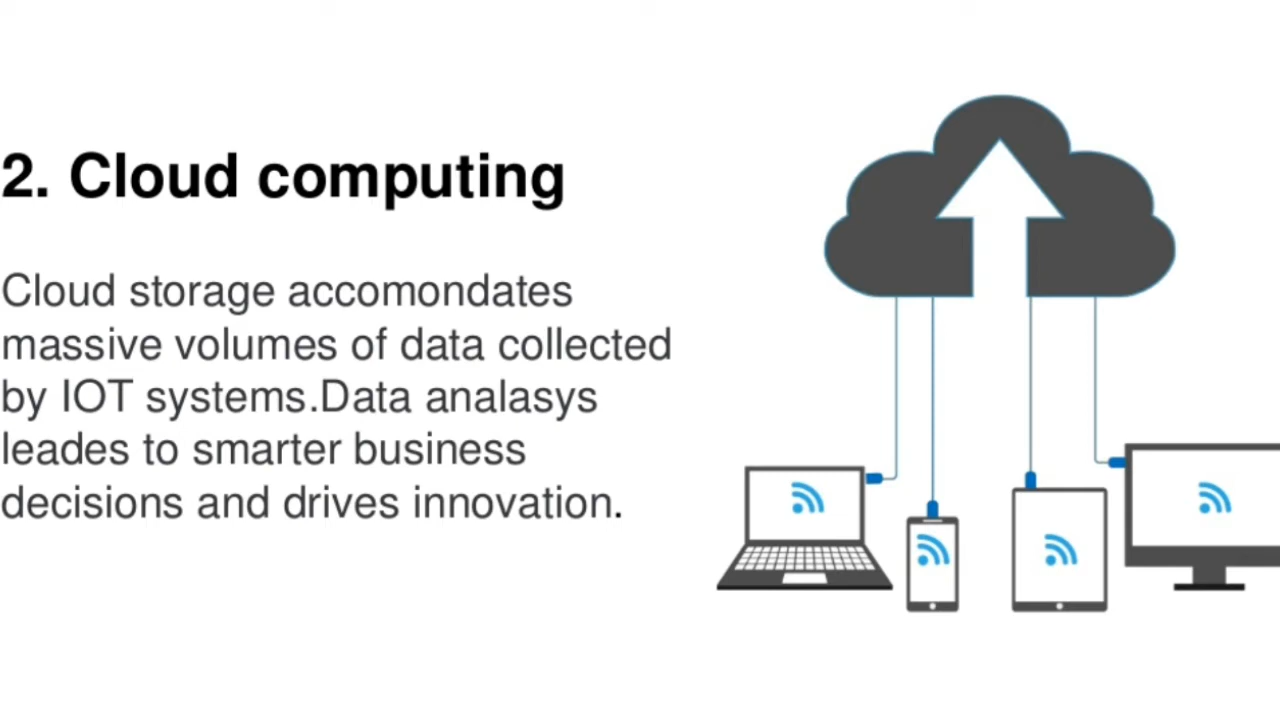 2. Cloud computing
Cloud storage accomondates
massive volumes of data collected
by IOT systems.Data analasys
leades to smarter business
decisions and drives innovation.